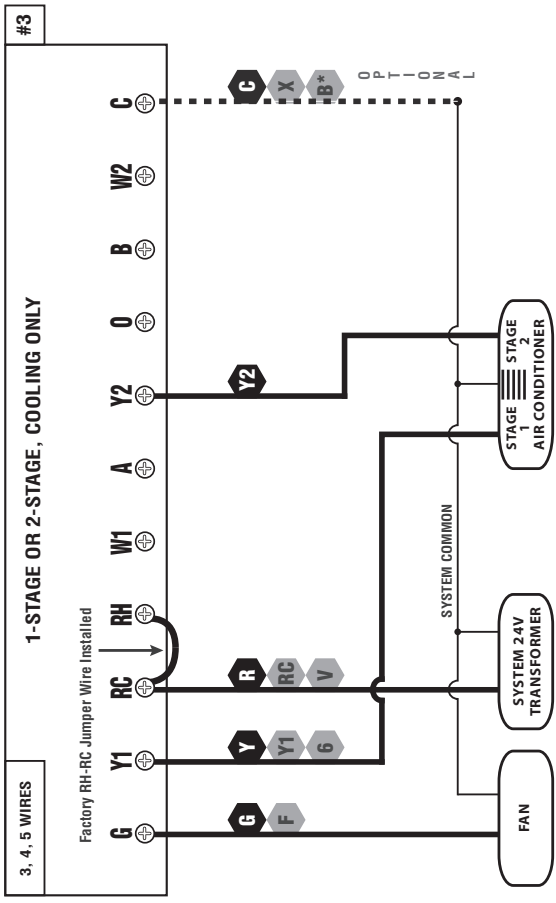 3, 4, 5 WIRES
1-STAGE OR 2-STAGE, COOLING ONLY
#3
Factory RH-RC Jumper Wire Installed
G Y1 RC RH W1 A Y2 O B W2 C
G Y R Y2 C
F Y1 RC X
6 V B*
OPTIONAL
SYSTEM COMMON
FAN
SYSTEM 24V
TRANSFORMER
STAGE STAGE
1 2
AIR CONDITIONER